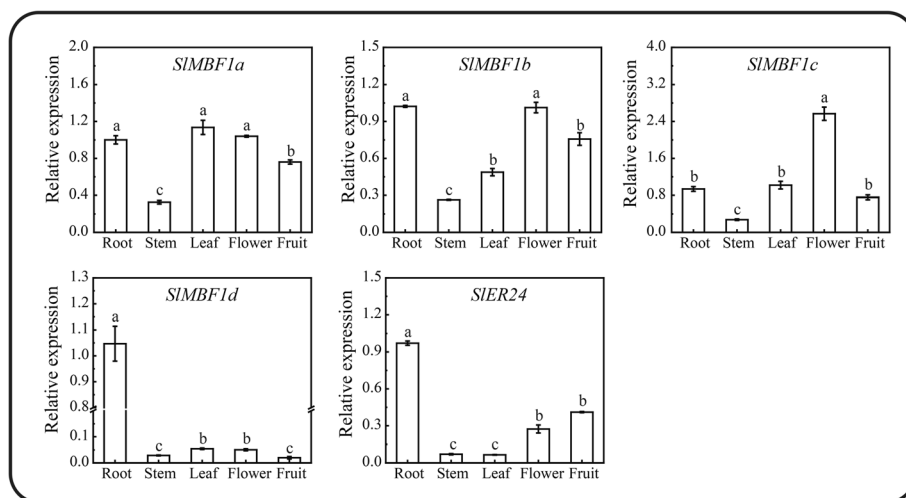 SlMBF1a
Relative expression
2.0
1.6
1.2
0.8
0.4
0.0
a
c
a
a
b
Root Stem Leaf Flower Fruit
SlMBF1b
Relative expression
1.5
1.2
0.9
0.6
0.3
0.0
a
c
b
a
b
Root Stem Leaf Flower Fruit
SlMBF1c
Relative expression
4.0
3.2
2.4
1.6
0.8
0.0
b
c
b
a
b
Root Stem Leaf Flower Fruit
SlMBF1d
Relative expression
1.3
1.2
1.1
1.0
0.9
0.8
0.1
0.0
a
c
b
b
c
Root Stem Leaf Flower Fruit
SlER24
Relative expression
1.5
1.2
0.9
0.6
0.3
0.0
a
c
c
b
b
Root Stem Leaf Flower Fruit